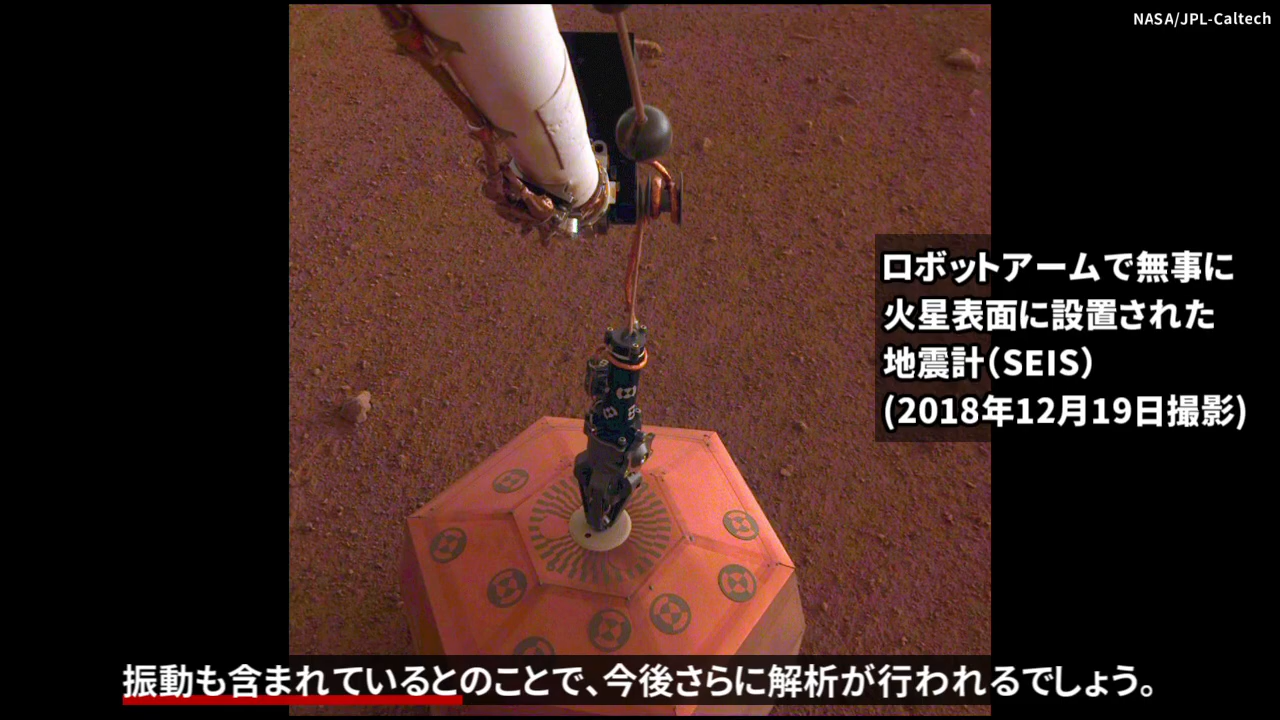 NASA/JPL-Caltech
ロボットアームで無事に
火星表面に設置された
地震計（SEIS）
(2018年12月19日撮影)
振動も含まれているとのことで、今後さらに解析が行われるでしょう。